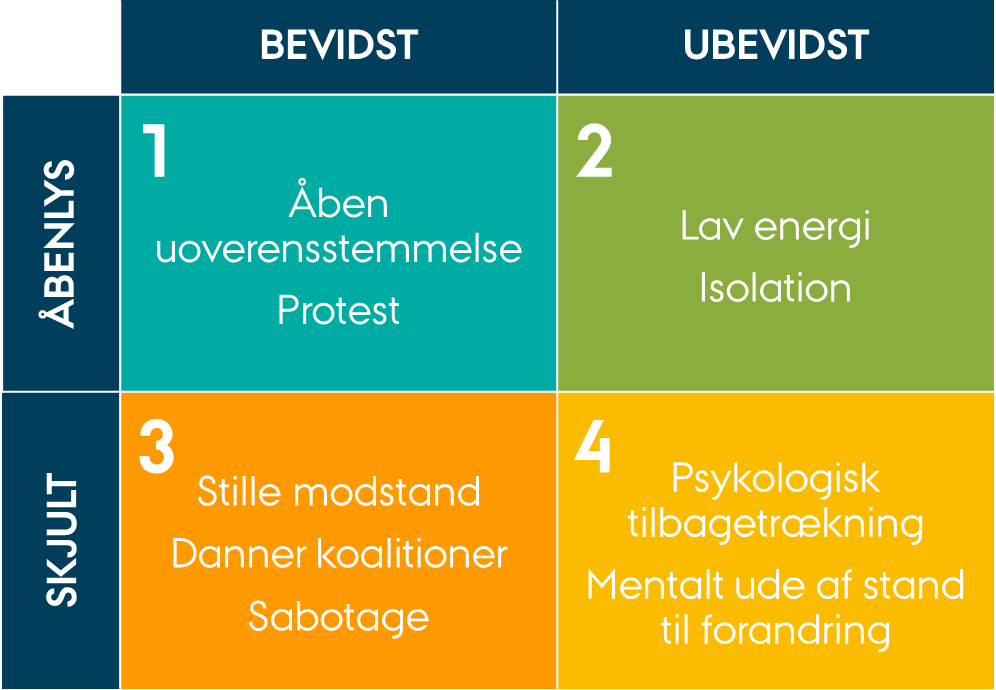 BEVIDST
UBEVIDST
ÅBENLYS
1
Åben
uoverensstemmelse
Protest
2
Lav energi
Isolation
SKJULT
3
Stille modstand
Danner koalitioner
Sabotage
4
Psykologisk
tilbagetrækning
Mentalt ude af stand
til forandring